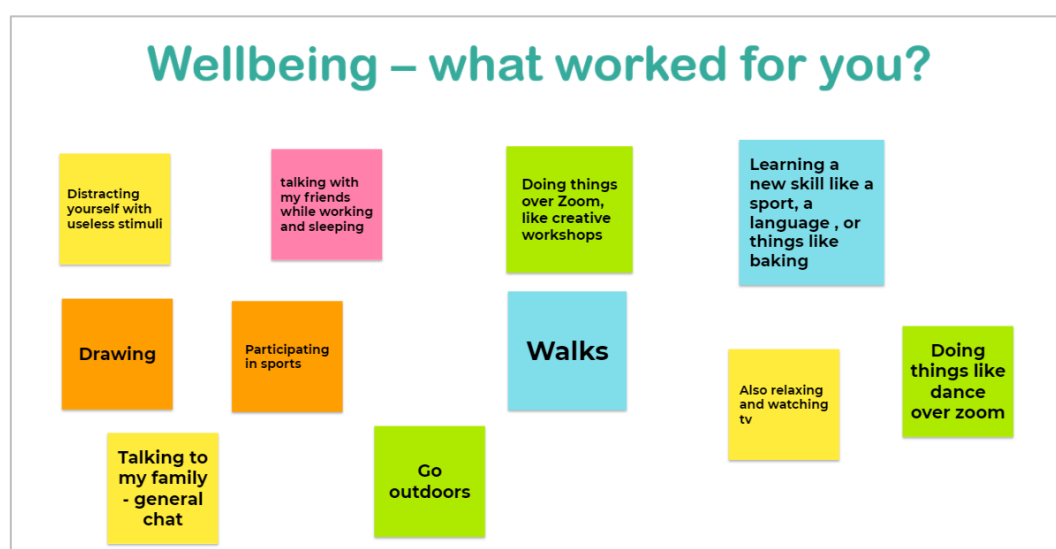 Wellbeing – what worked for you?
Distracting
yourself with
useless stimuli
talking with
my friends
while working
and sleeping
Doing things
over Zoom,
like creative
workshops
Learning a
new skill like a
sport, a
language , or
things like
baking
Drawing
Participating
in sports
Walks
Also relaxing
and watching
tv
Doing
things like
dance
over zoom
Talking to
my family
- general
chat
Go
outdoors